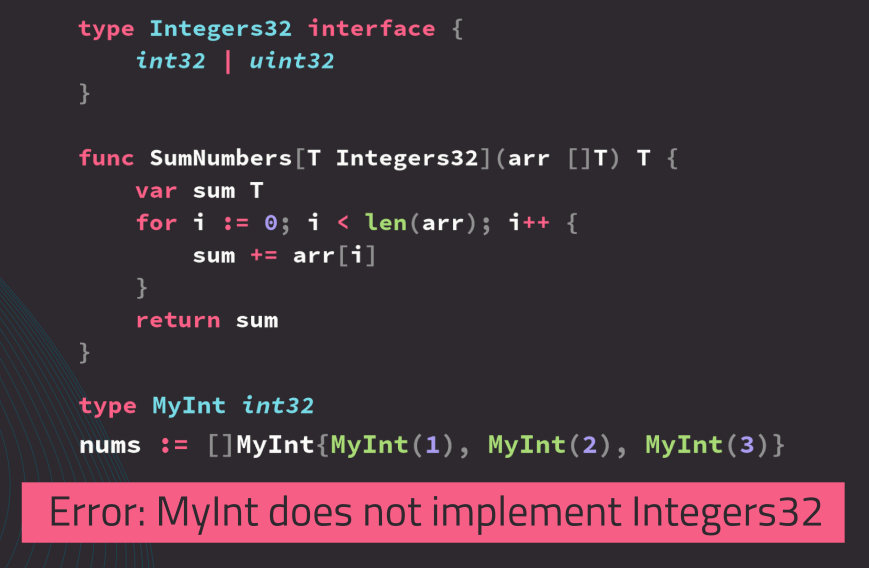 type Integers32 interface {
    int32 | uint32
}
func SumNumbers[T Integers32](arr []T) T {
    var sum T
    for i := 0; i < len(arr); i++ {
        sum += arr[i]
    }
    return sum
}
type MyInt int32
nums := []MyInt{MyInt(1), MyInt(2), MyInt(3)}
Error: MyInt does not implement Integers32